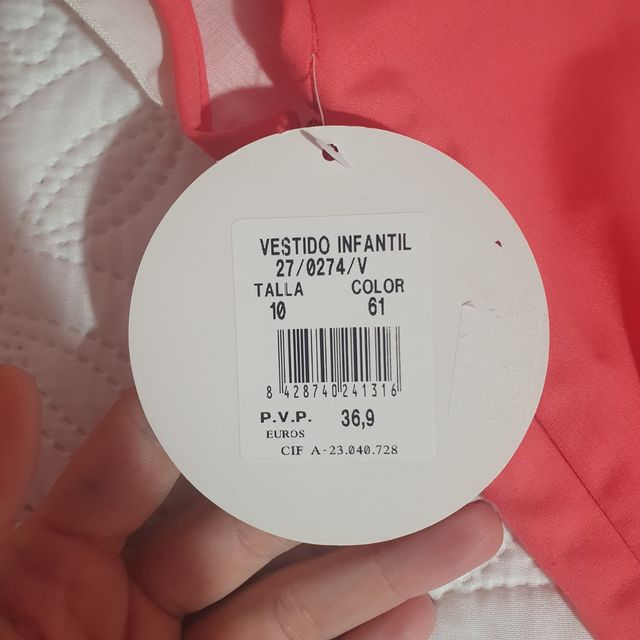 VESTIDO INFANTIL
27/0274/V
TALLA COLOR
10 61
8 428740 241316
P.V.P. 36,9
EUROS
CIF A-23.040.728